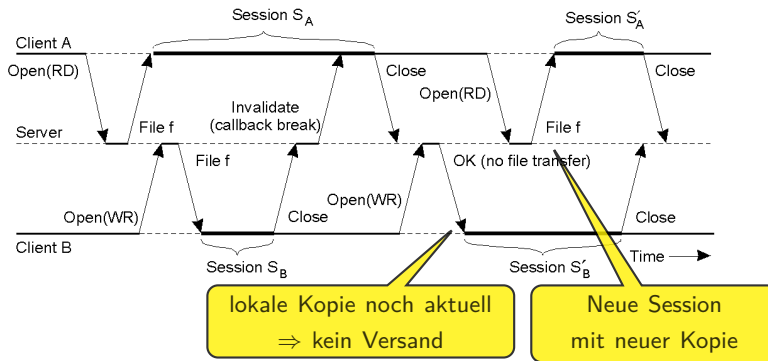 Session S_A
Session S'_A
Client A
Open(RD)
Close
Open(RD)
Close
Invalidate
(callback break)
File f
File f
Server
File f
OK (no file transfer)
Open(WR)
Close
Open(WR)
Close
Client B
Session S_B
Session S'_B
Time
lokale Kopie noch aktuell
⇒ kein Versand
Neue Session
mit neuer Kopie